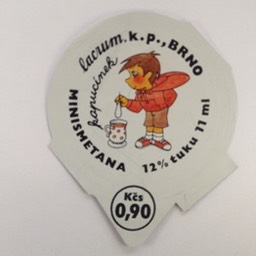 lacrum, k.p., BRNO
kapucínek
MINISMETANA 12% tuku 11 ml
Kčs
0,90